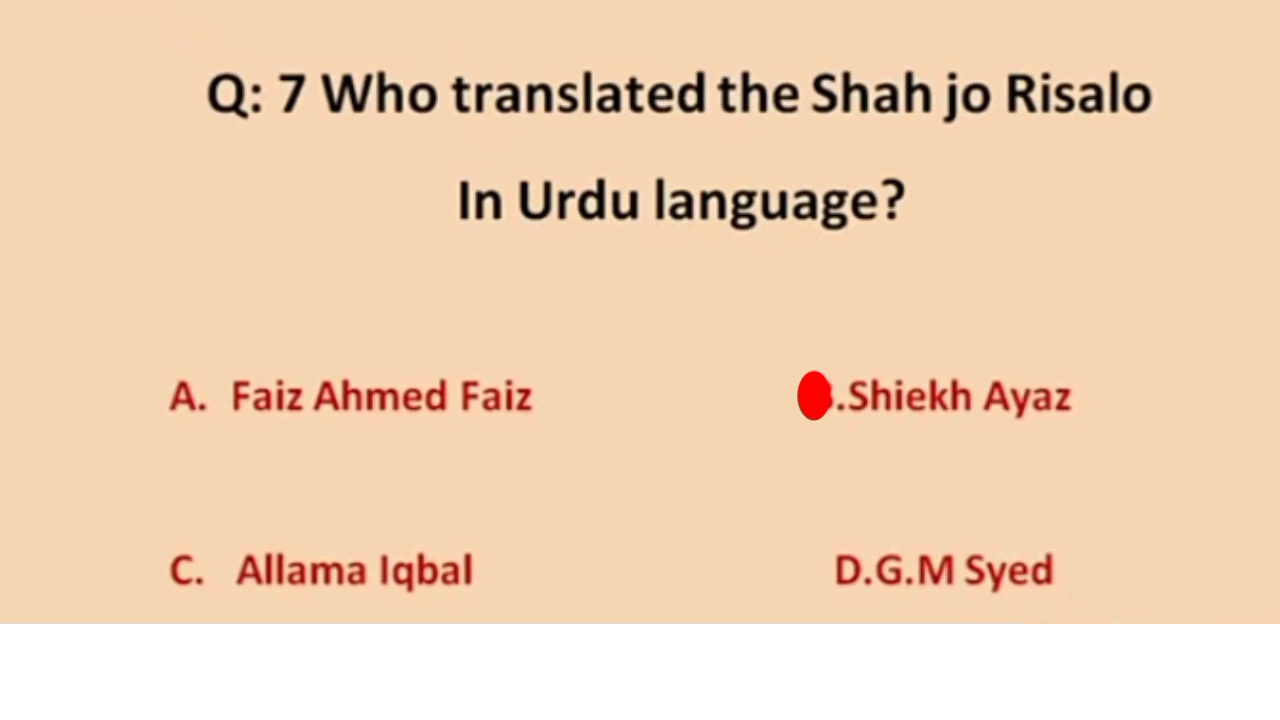 Q: 7 Who translated the Shah jo Risalo
In Urdu language?
A. Faiz Ahmed Faiz
.Shiekh Ayaz
C. Allama Iqbal
D.G.M Syed